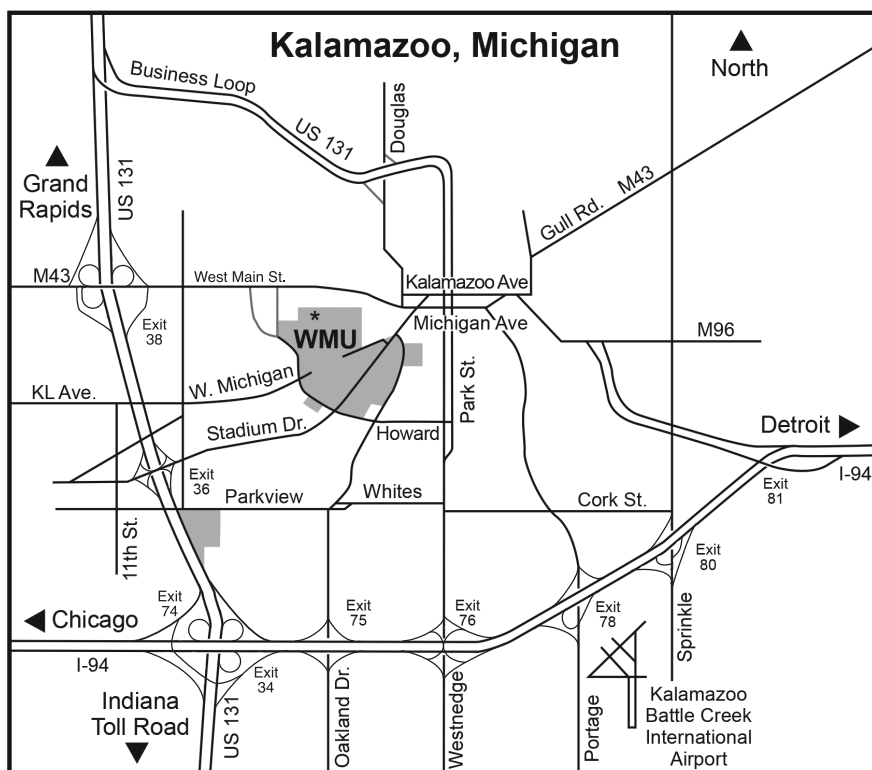 Kalamazoo, Michigan
North
Business Loop
US 131
Douglas
Grand
Rapids
US 131
Gull Rd.
M43
M43
West Main St.
Kalamazoo Ave
*
WMU
Michigan Ave
Exit
38
M96
Park St.
KL Ave.
W. Michigan
Stadium Dr.
Howard
Detroit
I-94
Exit
36
Exit
81
Parkview
Whites
Cork St.
11th St.
Exit
80
Exit
74
Exit
75
Exit
76
Exit
78
Chicago
I-94
Exit
34
Sprinkle
Indiana
Toll Road
US 131
Oakland Dr.
Westnedge
Portage
Kalamazoo
Battle Creek
International
Airport